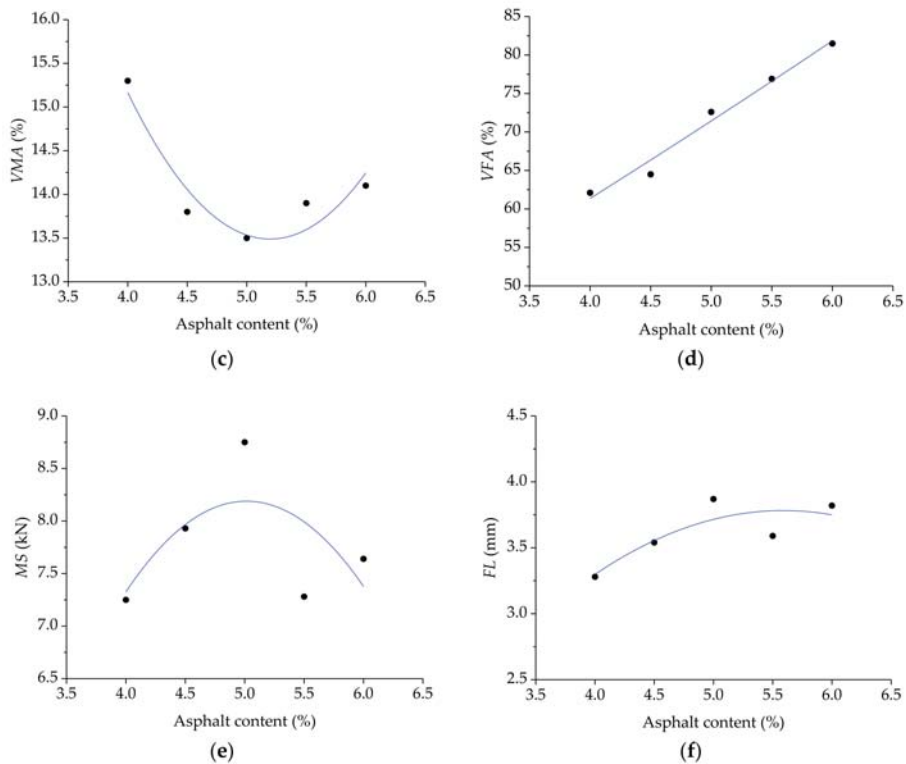 16.0
15.5
15.0
14.5
14.0
13.5
13.0
VMA (%)
3.5 4.0 4.5 5.0 5.5 6.0 6.5
Asphalt content (%)
(c)
85
80
75
70
65
60
55
50
VFA (%)
3.5 4.0 4.5 5.0 5.5 6.0 6.5
Asphalt content (%)
(d)
9.0
8.5
8.0
7.5
7.0
6.5
MS (kN)
3.5 4.0 4.5 5.0 5.5 6.0 6.5
Asphalt content (%)
(e)
4.5
4.0
3.5
3.0
2.5
FL (mm)
3.5 4.0 4.5 5.0 5.5 6.0 6.5
Asphalt content (%)
(f)